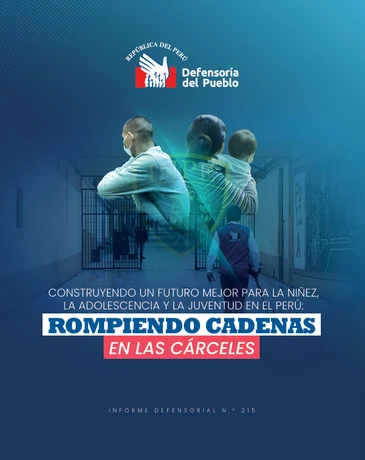 REPÚBLICA DEL PERÚ
Defensoría
del Pueblo
CONSTRUYENDO UN FUTURO MEJOR PARA LA NIÑEZ,
LA ADOLESCENCIA Y LA JUVENTUD EN EL PERÚ:
ROMPIENDO CADENAS
EN LAS CÁRCELES
INFORME DEFENSORIAL N.º 215